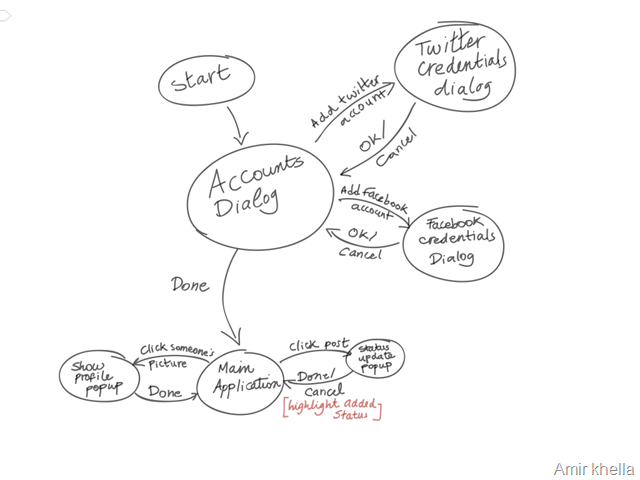 Start
Twitter
Credentials
dialog
Add twitter
account
OK/
Cancel
Accounts
Dialog
Add Facebook
account
OK/
Cancel
Facebook
credentials
Dialog
Done
Click someone's
picture
Show
profile
popup
Done
Main
Application
Click post
Status
update
popup
Done/
Cancel
[highlight added
status]
Amir khella